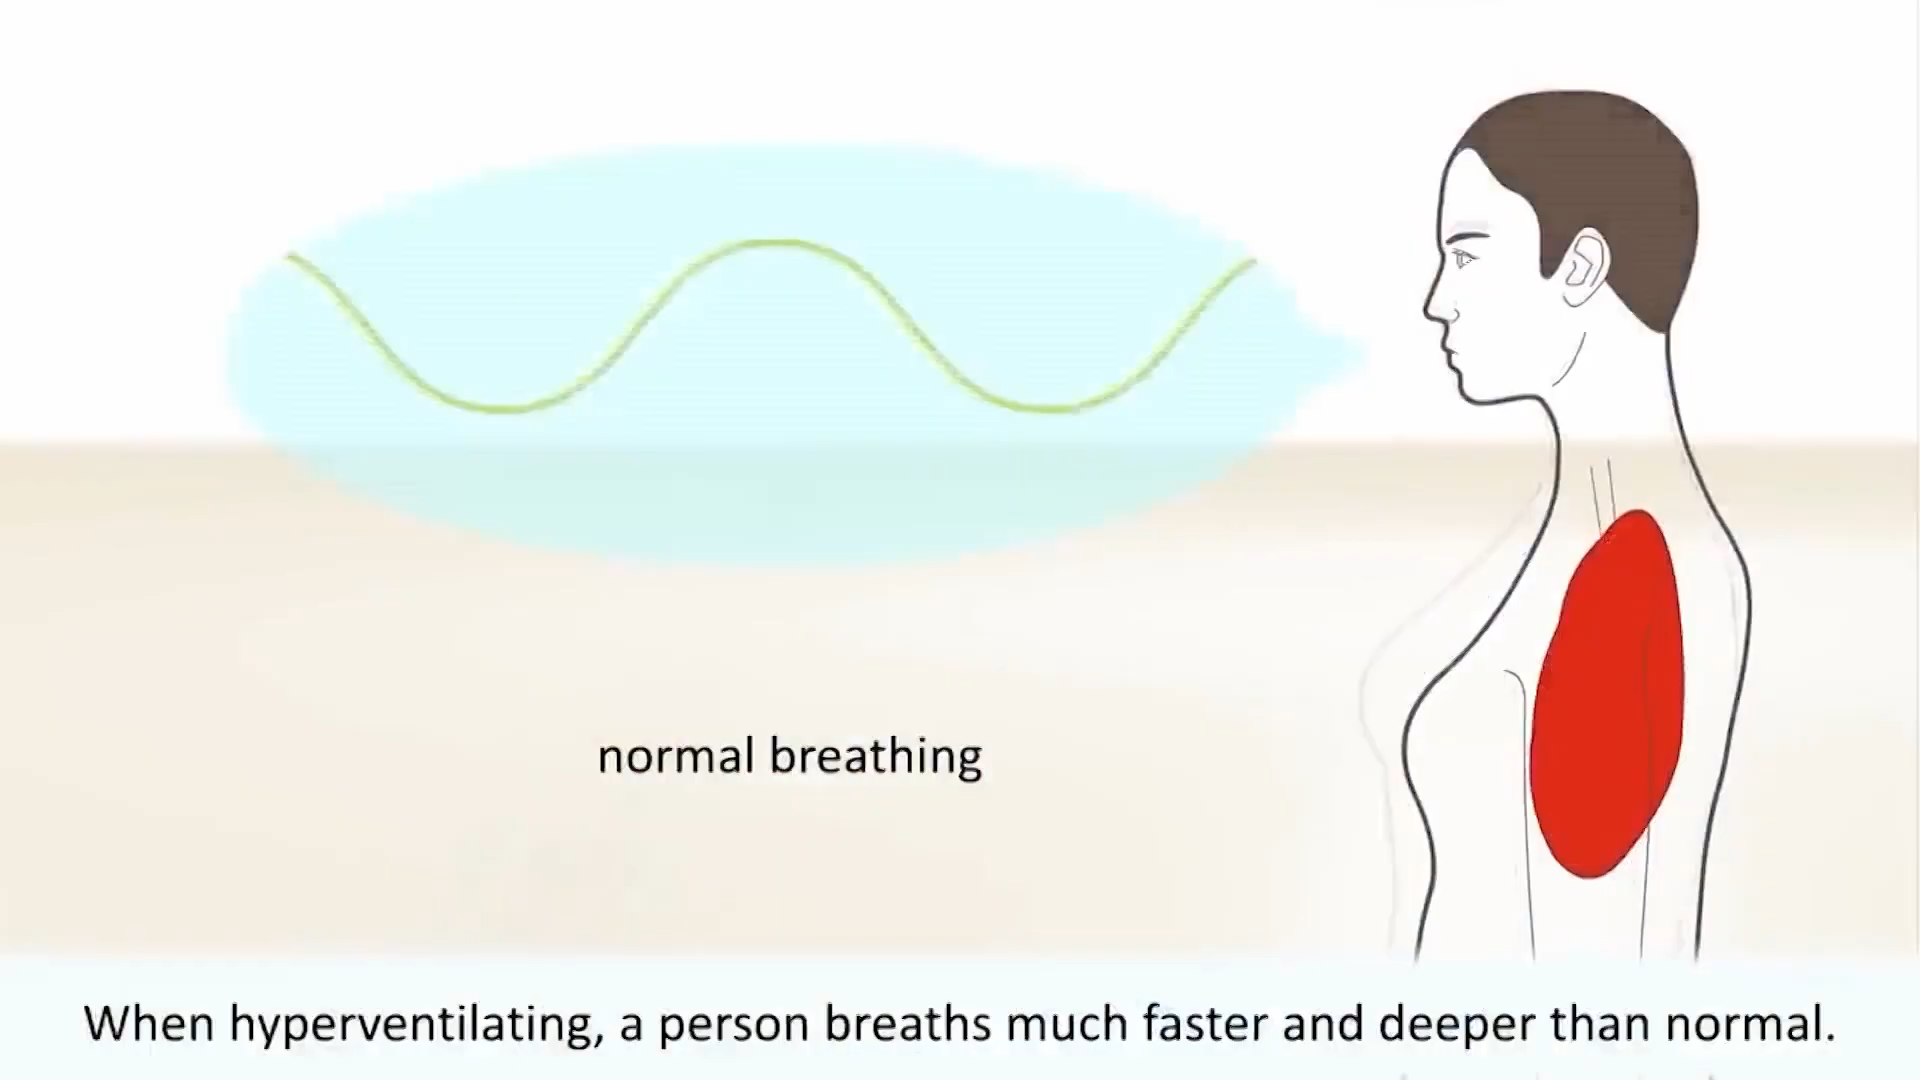 normal breathing
When hyperventilating, a person breaths much faster and deeper than normal.